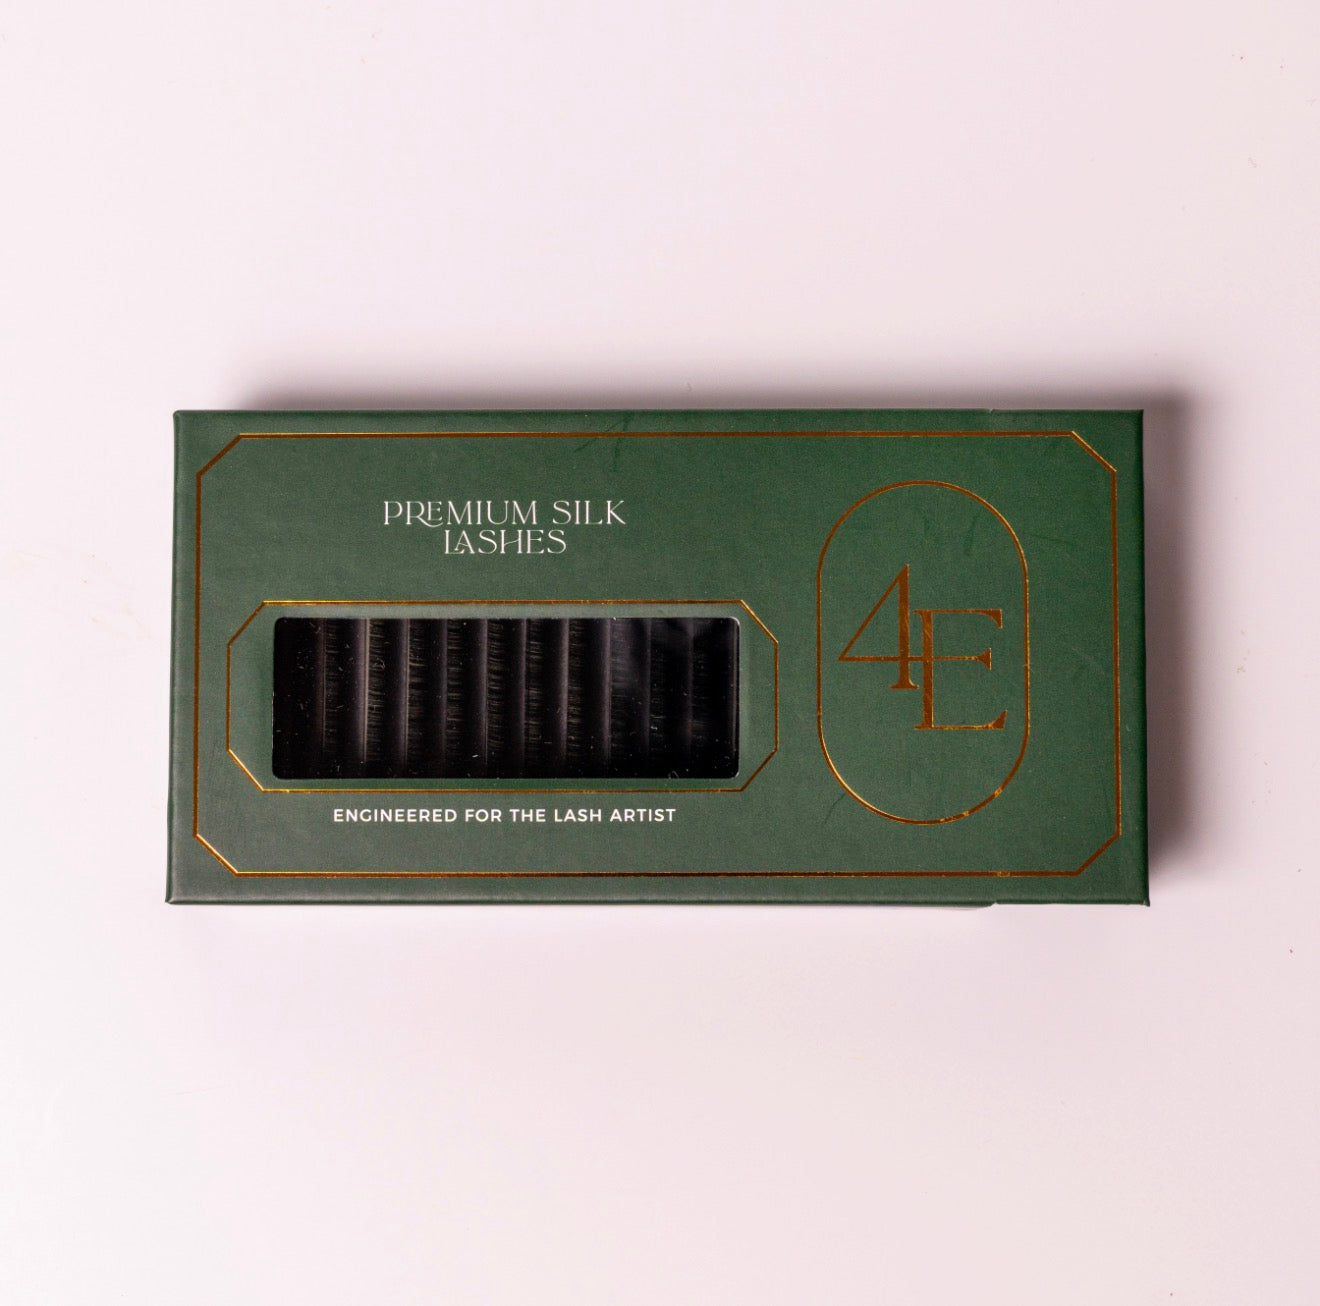 PREMIUM SILK
LASHES
4E
ENGINEERED FOR THE LASH ARTIST